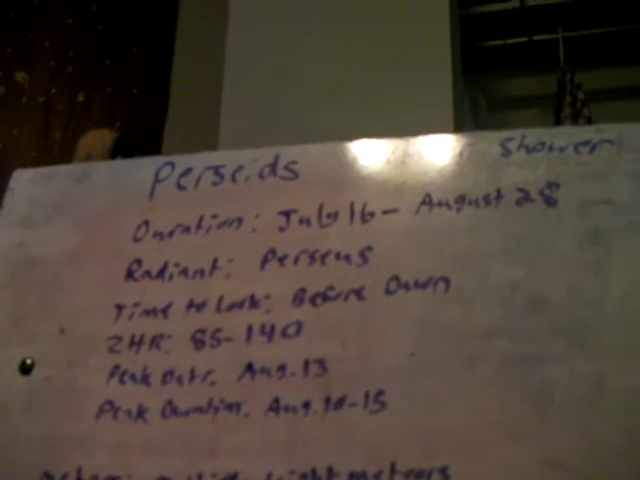 Perseids shower
Duration: July 16 - August 28
Radiant: Perseus
Time to Look: Before Dawn
ZHR: 85-140
Peak Date: Aug. 13
Peak Duration: Aug. 10-15
meteors